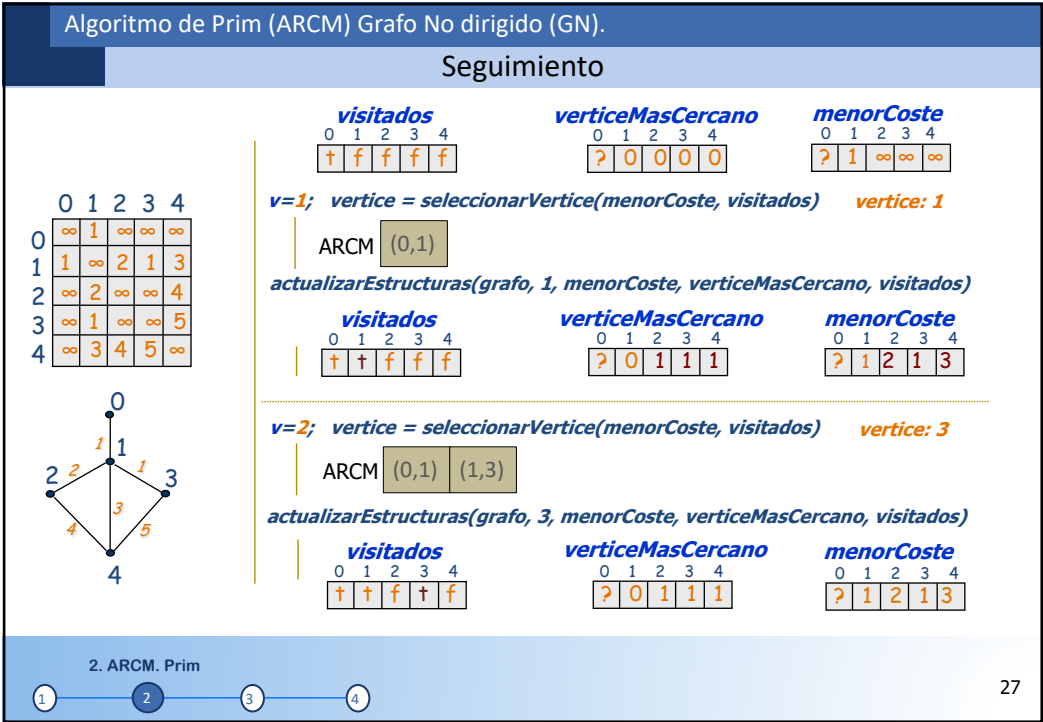 Algoritmo de Prim (ARCM) Grafo No dirigido (GN).
Seguimiento
visitados verticeMasCercano menorCoste
0 1 2 3 4 0 1 2 3 4 0 1 2 3 4
t f f f f ? 0 0 0 0 ? 1 ∞ ∞ ∞
v=1; vertice = seleccionarVertice(menorCoste, visitados) vertice: 1
ARCM (0,1)
actualizarEstructuras(grafo, 1, menorCoste, verticeMasCercano, visitados)
visitados verticeMasCercano menorCoste
0 1 2 3 4 0 1 2 3 4 0 1 2 3 4
t t f f f ? 0 1 1 1 ? 1 2 1 3
v=2; vertice = seleccionarVertice(menorCoste, visitados) vertice: 3
ARCM (0,1) (1,3)
actualizarEstructuras(grafo, 3, menorCoste, verticeMasCercano, visitados)
visitados verticeMasCercano menorCoste
0 1 2 3 4 0 1 2 3 4 0 1 2 3 4
t t f t f ? 0 1 1 1 ? 1 2 1 3
0 1 2 3 4
0 ∞ 1 ∞ ∞ ∞
1 1 ∞ 2 1 3
2 ∞ 2 ∞ ∞ 4
3 ∞ 1 ∞ ∞ 5
4 ∞ 3 4 5 ∞
0
1 1
2 2 1 3
3
4 5
4
2. ARCM. Prim
1 2 3 4
27